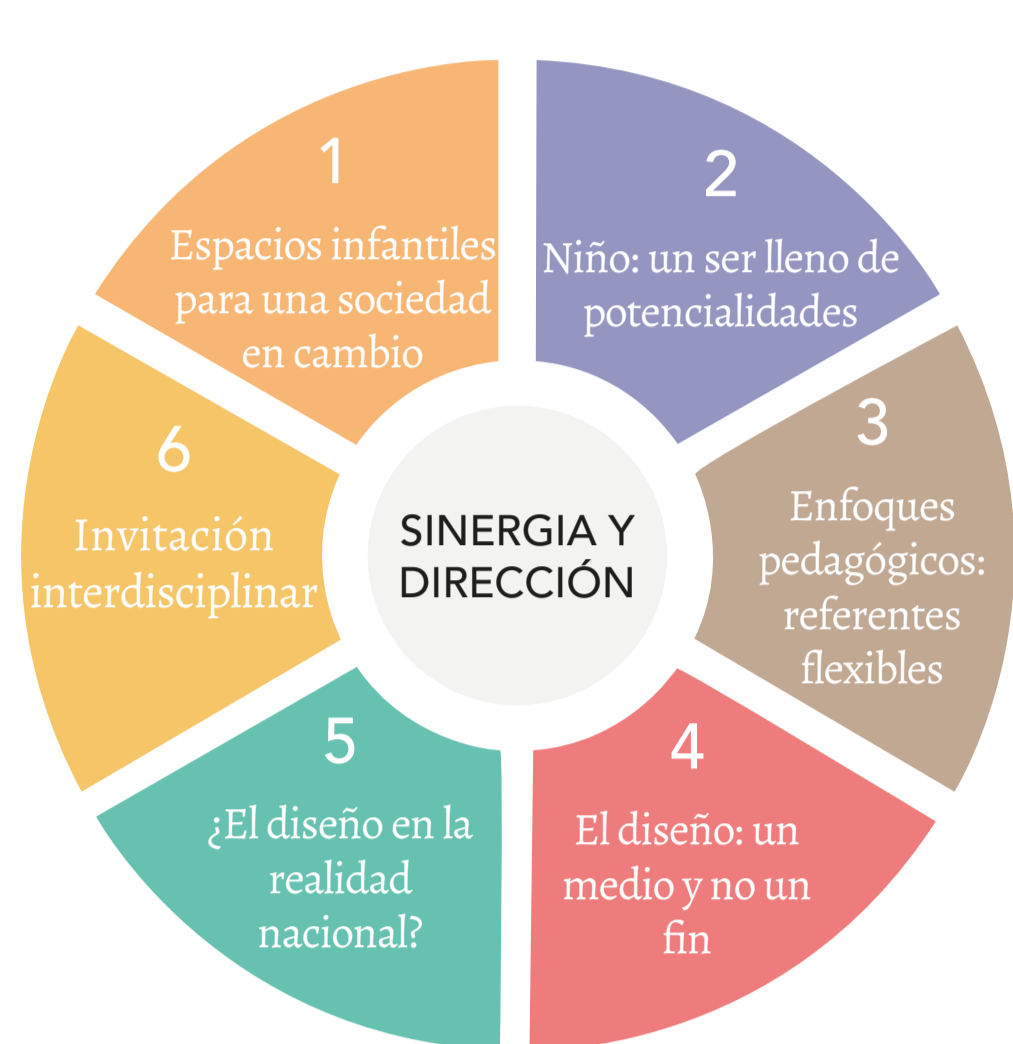 1
Espacios infantiles
para una sociedad
en cambio
2
Niño: un ser lleno de
potencialidades
3
Enfoques
pedagógicos:
referentes
flexibles
4
El diseño: un
medio y no un
fin
5
¿El diseño en la
realidad
nacional?
6
Invitación
interdisciplinar
SINERGIA Y
DIRECCIÓN